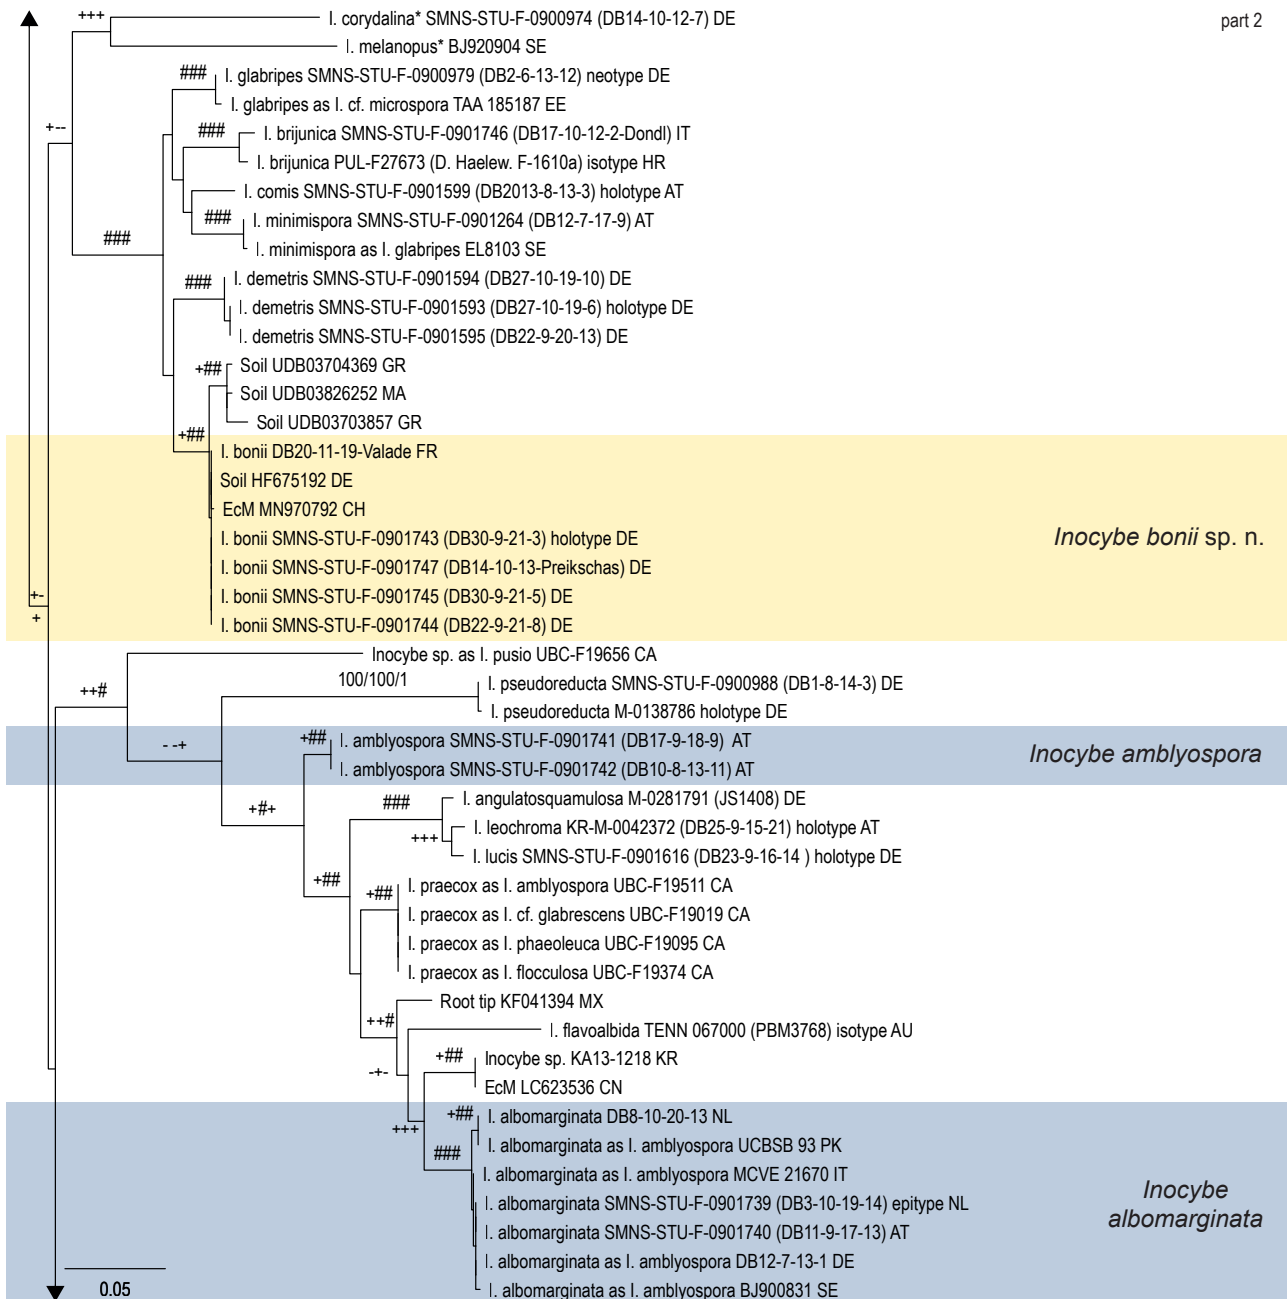 part 2
+++
I. corydalina* SMNS-STU-F-0900974 (DB14-10-12-7) DE
I. melanopus* BJ920904 SE
###
I. glabripes SMNS-STU-F-0900979 (DB2-6-13-12) neotype DE
I. glabripes as I. cf. microspora TAA 185187 EE
+--
###
I. brijunica SMNS-STU-F-0901746 (DB17-10-12-2-Dondl) IT
I. brijunica PUL-F27673 (D. Haelew. F-1610a) isotype HR
I. comis SMNS-STU-F-0901599 (DB2013-8-13-3) holotype AT
###
I. minimispora SMNS-STU-F-0901264 (DB12-7-17-9) AT
###
I. minimispora as I. glabripes EL8103 SE
###
I. demetris SMNS-STU-F-0901594 (DB27-10-19-10) DE
I. demetris SMNS-STU-F-0901593 (DB27-10-19-6) holotype DE
I. demetris SMNS-STU-F-0901595 (DB22-9-20-13) DE
+##
Soil UDB03704369 GR
Soil UDB03826252 MA
Soil UDB03703857 GR
+##
I. bonii DB20-11-19-Valade FR
Soil HF675192 DE
EcM MN970792 CH
I. bonii SMNS-STU-F-0901743 (DB30-9-21-3) holotype DE
Inocybe bonii sp. n.
I. bonii SMNS-STU-F-0901747 (DB14-10-13-Preikschas) DE
I. bonii SMNS-STU-F-0901745 (DB30-9-21-5) DE
+-
+
I. bonii SMNS-STU-F-0901744 (DB22-9-21-8) DE
Inocybe sp. as I. pusio UBC-F19656 CA
++#
100/100/1
I. pseudoreducta SMNS-STU-F-0900988 (DB1-8-14-3) DE
I. pseudoreducta M-0138786 holotype DE
- -+
+##
I. amblyospora SMNS-STU-F-0901741 (DB17-9-18-9) AT
Inocybe amblyospora
I. amblyospora SMNS-STU-F-0901742 (DB10-8-13-11) AT
+#+
###
I. angulatosquamulosa M-0281791 (JS1408) DE
+++
I. leochroma KR-M-0042372 (DB25-9-15-21) holotype AT
I. lucis SMNS-STU-F-0901616 (DB23-9-16-14 ) holotype DE
+##
+##
I. praecox as I. amblyospora UBC-F19511 CA
I. praecox as I. cf. glabrescens UBC-F19019 CA
I. praecox as I. phaeoleuca UBC-F19095 CA
I. praecox as I. flocculosa UBC-F19374 CA
Root tip KF041394 MX
++#
I. flavoalbida TENN 067000 (PBM3768) isotype AU
+##
Inocybe sp. KA13-1218 KR
-+-
EcM LC623536 CN
+##
I. albomarginata DB8-10-20-13 NL
+++
I. albomarginata as I. amblyospora UCBSB 93 PK
###
I. albomarginata as I. amblyospora MCVE 21670 IT
I. albomarginata SMNS-STU-F-0901739 (DB3-10-19-14) epitype NL
Inocybe
albomarginata
I. albomarginata SMNS-STU-F-0901740 (DB11-9-17-13) AT
I. albomarginata as I. amblyospora DB12-7-13-1 DE
I. albomarginata as I. amblyospora BJ900831 SE
0.05